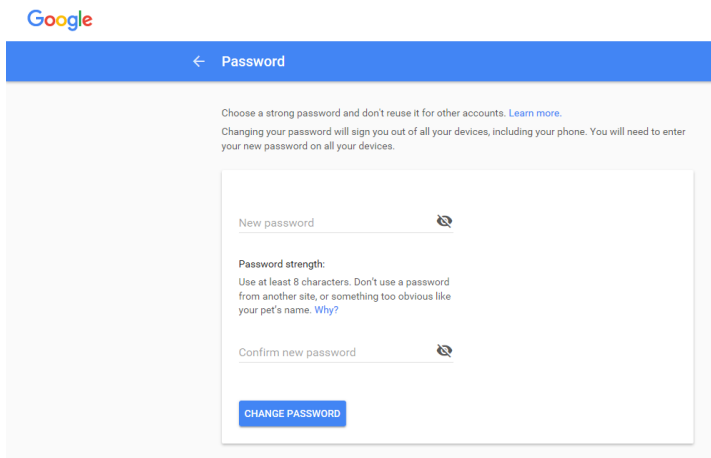 Google
Password
Choose a strong password and don't reuse it for other accounts. Learn more.
Changing your password will sign you out of all your devices, including your phone. You will need to enter
your new password on all your devices.
New password
Password strength:
Use at least 8 characters. Don't use a password
from another site, or something too obvious like
your pet's name. Why?
Confirm new password
CHANGE PASSWORD